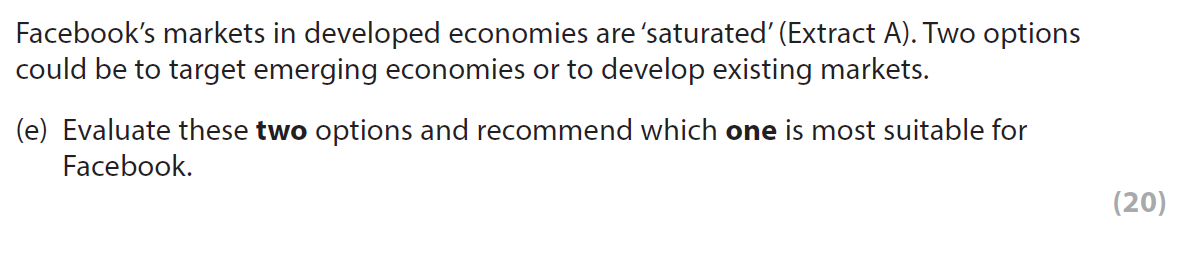 Facebook’s markets in developed economies are ‘saturated’ (Extract A). Two options
could be to target emerging economies or to develop existing markets.
(e) Evaluate these two options and recommend which one is most suitable for
Facebook.
(20)